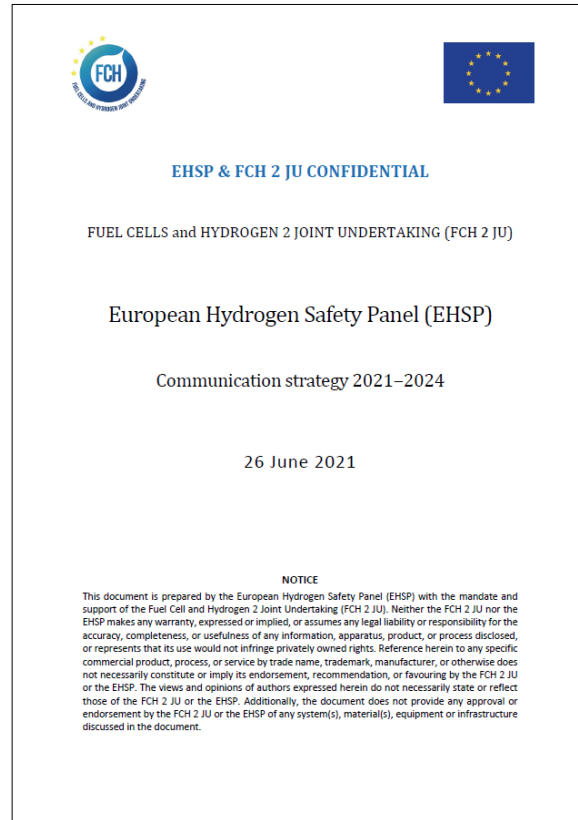 FCH
FUEL CELLS AND HYDROGEN JOINT UNDERTAKING
EHSP & FCH 2 JU CONFIDENTIAL
FUEL CELLS and HYDROGEN 2 JOINT UNDERTAKING (FCH 2 JU)
European Hydrogen Safety Panel (EHSP)
Communication strategy 2021–2024
26 June 2021
NOTICE
This document is prepared by the European Hydrogen Safety Panel (EHSP) with the mandate and
support of the Fuel Cell and Hydrogen 2 Joint Undertaking (FCH 2 JU). Neither the FCH 2 JU nor the
EHSP makes any warranty, expressed or implied, or assumes any legal liability or responsibility for the
accuracy, completeness, or usefulness of any information, apparatus, product, or process disclosed,
or represents that its use would not infringe privately owned rights. Reference herein to any specific
commercial product, process, or service by trade name, trademark, manufacturer, or otherwise does
not necessarily constitute or imply its endorsement, recommendation, or favouring by the FCH 2 JU
or the EHSP. The views and opinions of authors expressed herein do not necessarily state or reflect
those of the FCH 2 JU or the EHSP. Additionally, the document does not provide any approval or
endorsement by the FCH 2 JU or the EHSP of any system(s), material(s), equipment or infrastructure
discussed in the document.